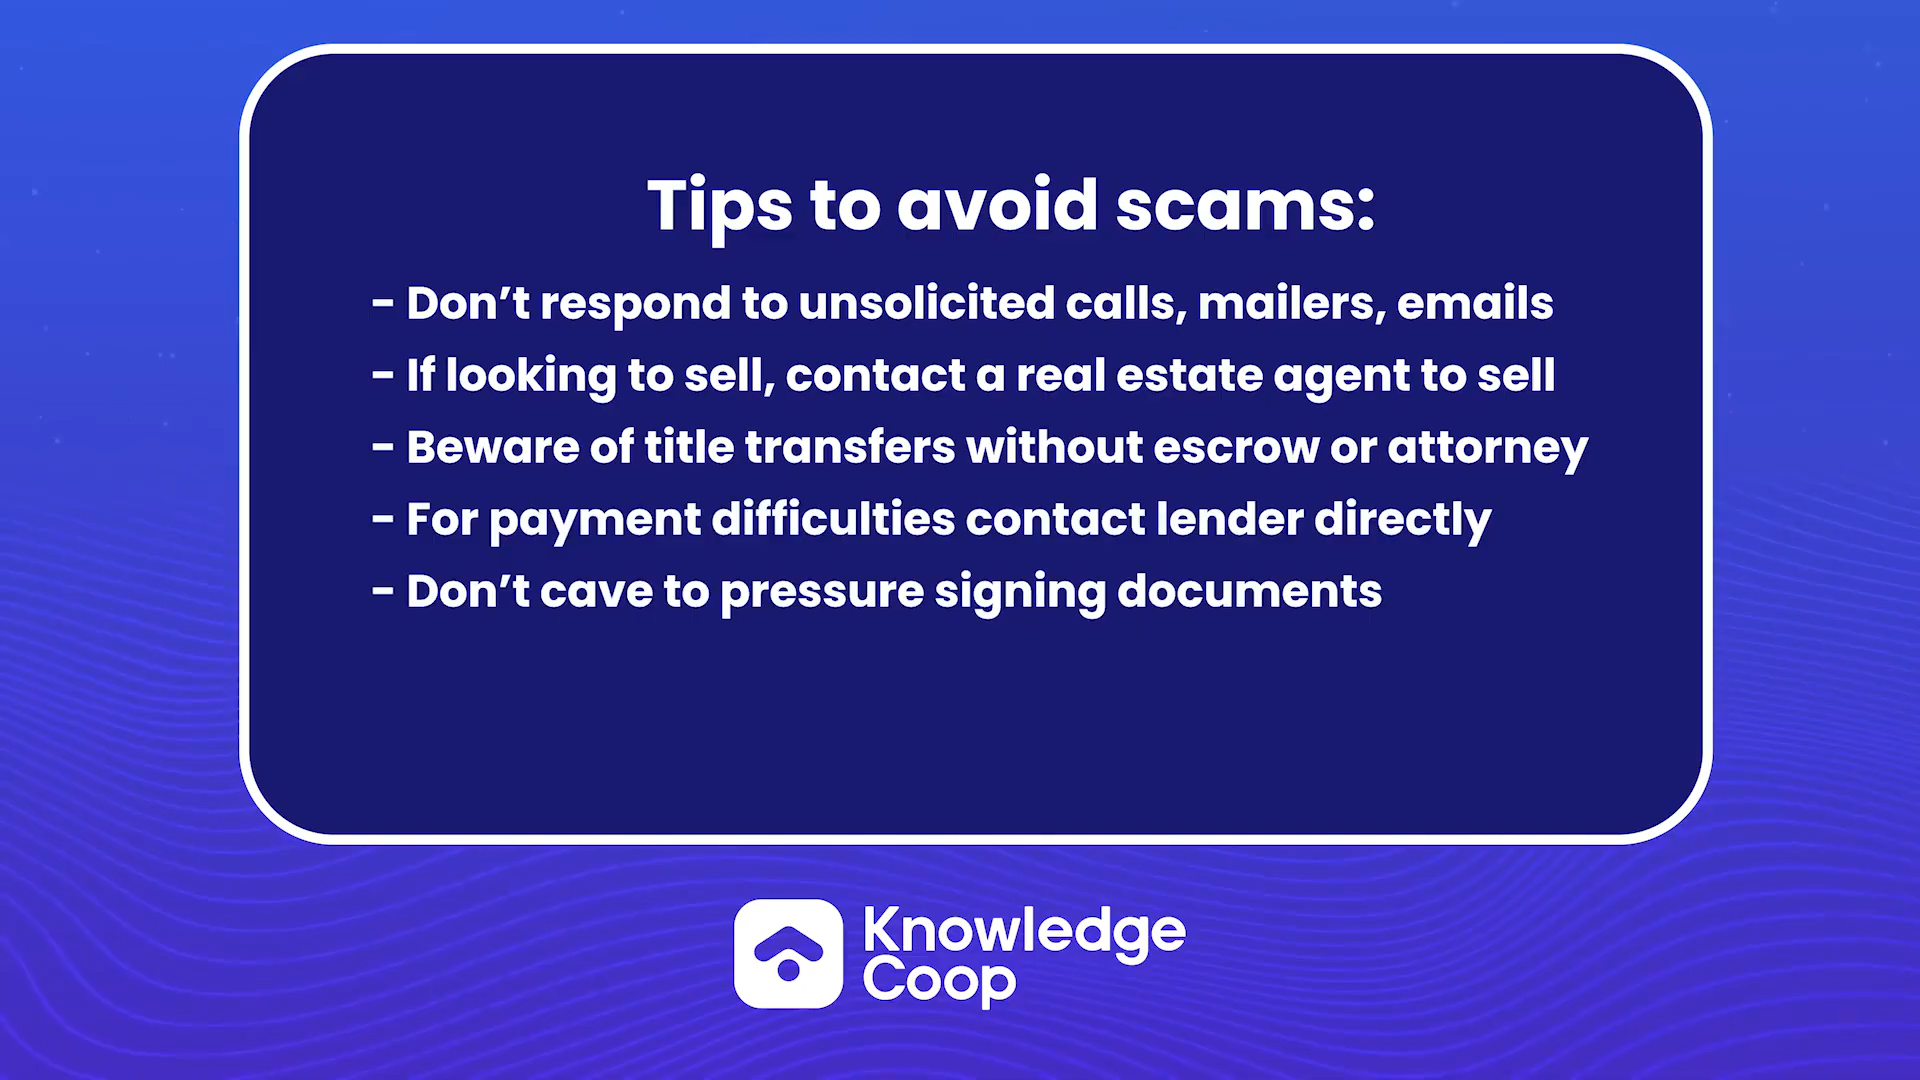 Tips to avoid scams:
- Don’t respond to unsolicited calls, mailers, emails
- If looking to sell, contact a real estate agent to sell
- Beware of title transfers without escrow or attorney
- For payment difficulties contact lender directly
- Don’t cave to pressure signing documents
Knowledge
Coop